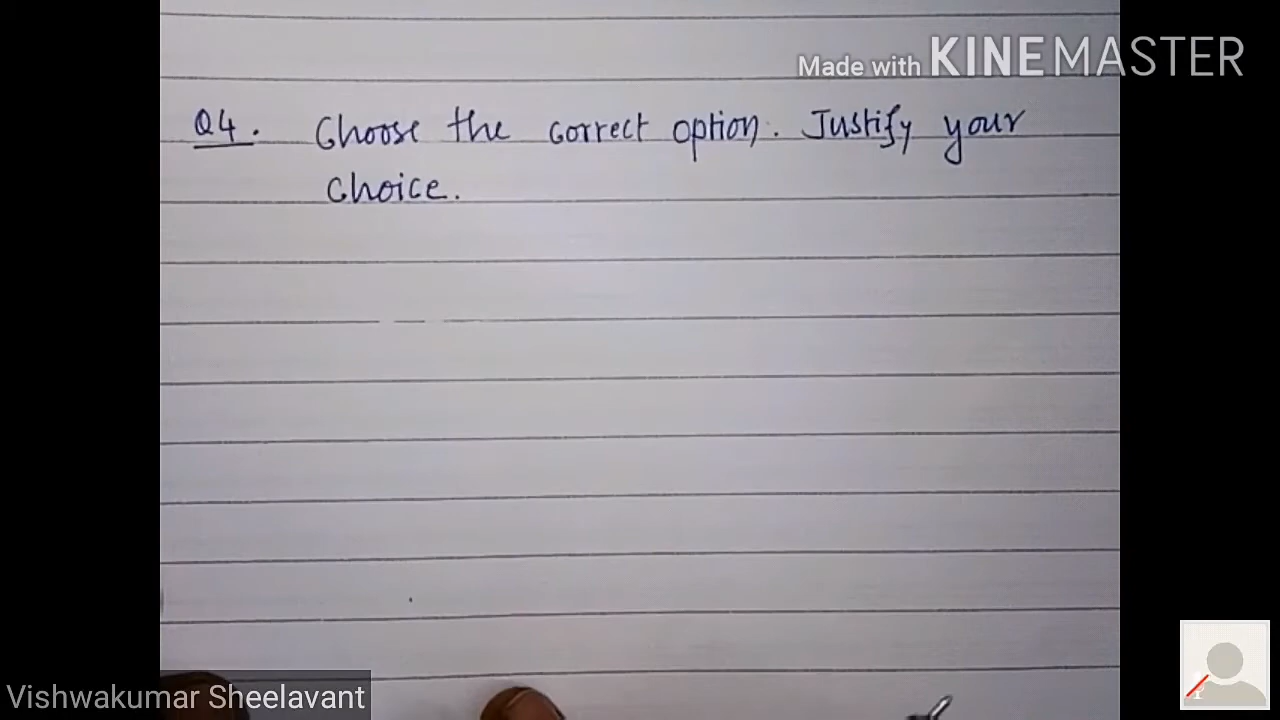 Made with KINEMASTER
Q4. Choose the correct option. Justify your
choice.
Vishwakumar Sheelavant